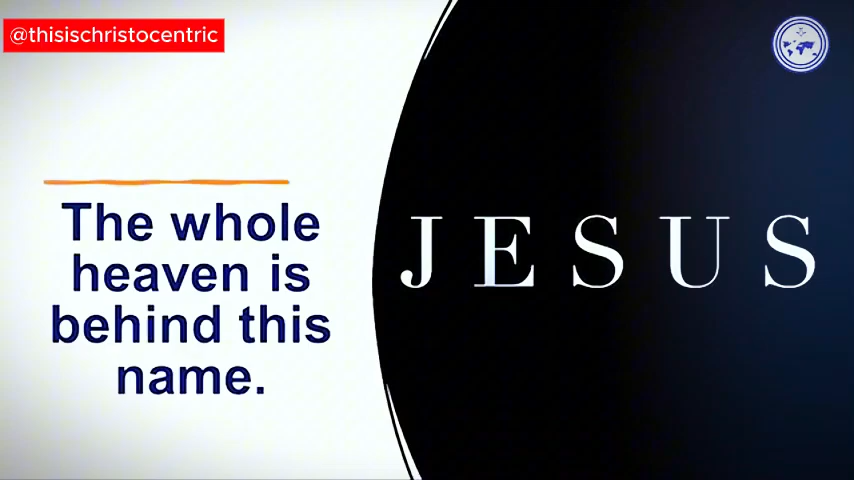 @thisischristocentric
The whole
heaven is
behind this
name.
JESUS